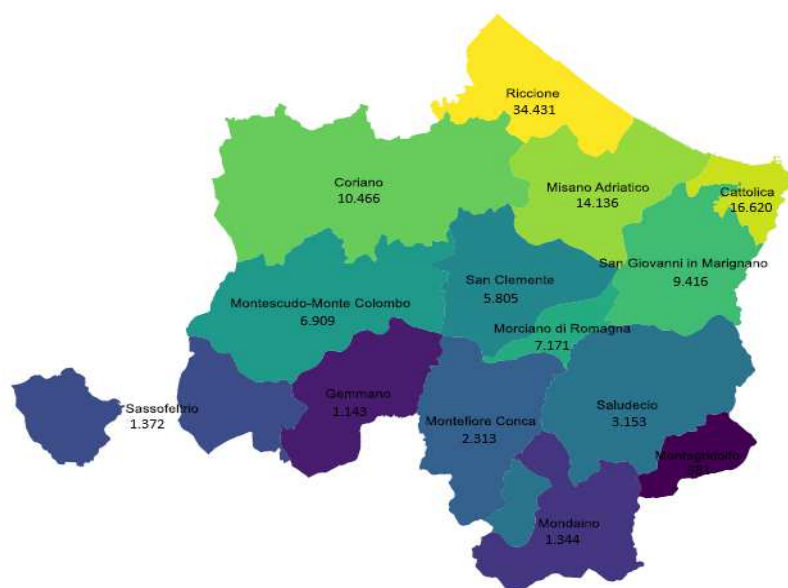 Riccione
34.431
Coriano
10.466
Misano Adriatico
14.136
Cattolica
16.620
San Giovanni in Marignano
9.416
San Clemente
5.805
Montescudo-Monte Colombo
6.909
Morciano di Romagna
7.171
Sassofeltrio
1.372
Gemmano
1.143
Montefiore Conca
2.313
Saludecio
3.153
Mondaino
1.344